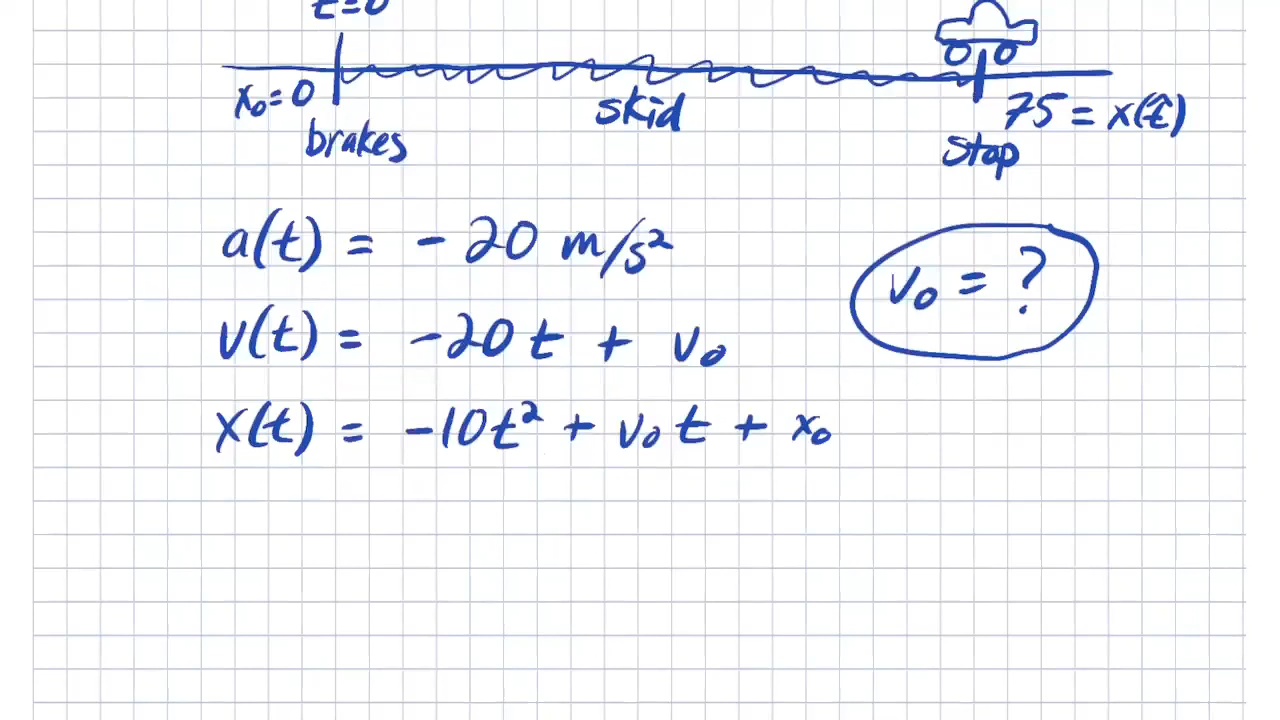 t=0
x₀=0
skid
75 = x(t̂)
brakes
stop
a(t) = -20 m/s²
v₀ = ?
v(t) = -20t + v₀
x(t) = -10t² + v₀t + x₀